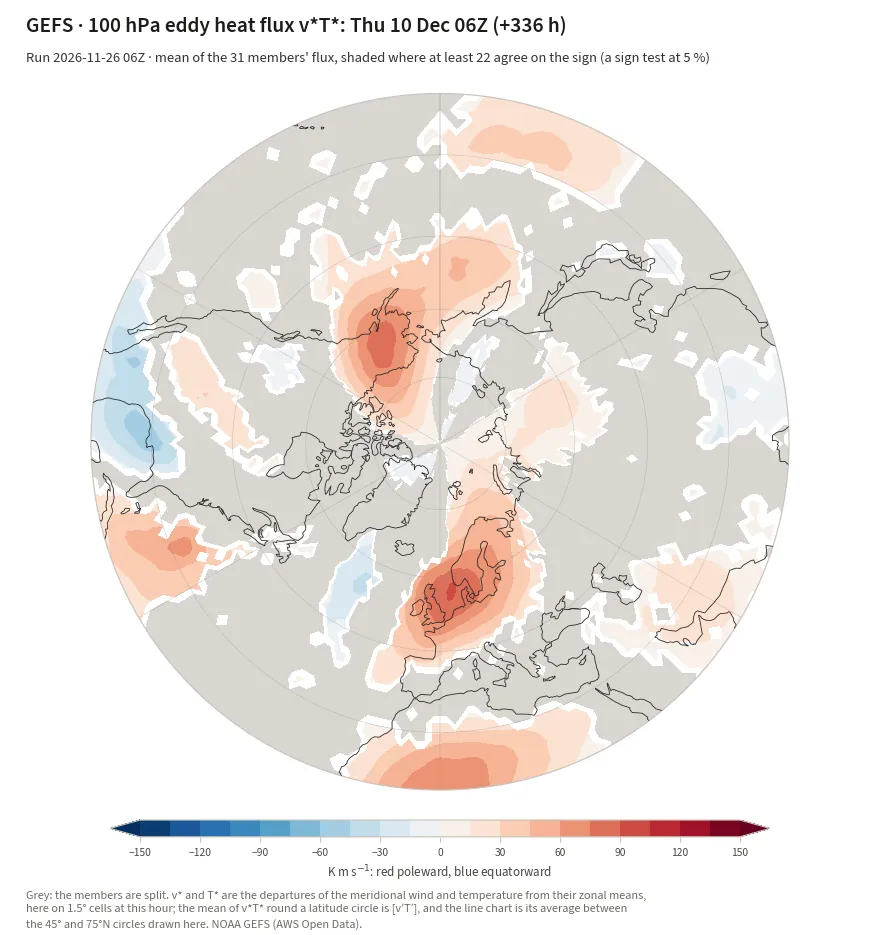 GEFS · 100 hPa eddy heat flux v*T*: Thu 10 Dec 06Z (+336 h)
Run 2026-11-26 06Z · mean of the 31 members' flux, shaded where at least 22 agree on the sign (a sign test at 5 %)
−150 −120 −90 −60 −30 0 30 60 90 120 150
K m s⁻¹: red poleward, blue equatorward
Grey: the members are split. v* and T* are the departures of the meridional wind and temperature from their zonal means,
here on 1.5° cells at this hour; the mean of v*T* round a latitude circle is [v'T'], and the line chart is its average between
the 45° and 75°N circles drawn here. NOAA GEFS (AWS Open Data).